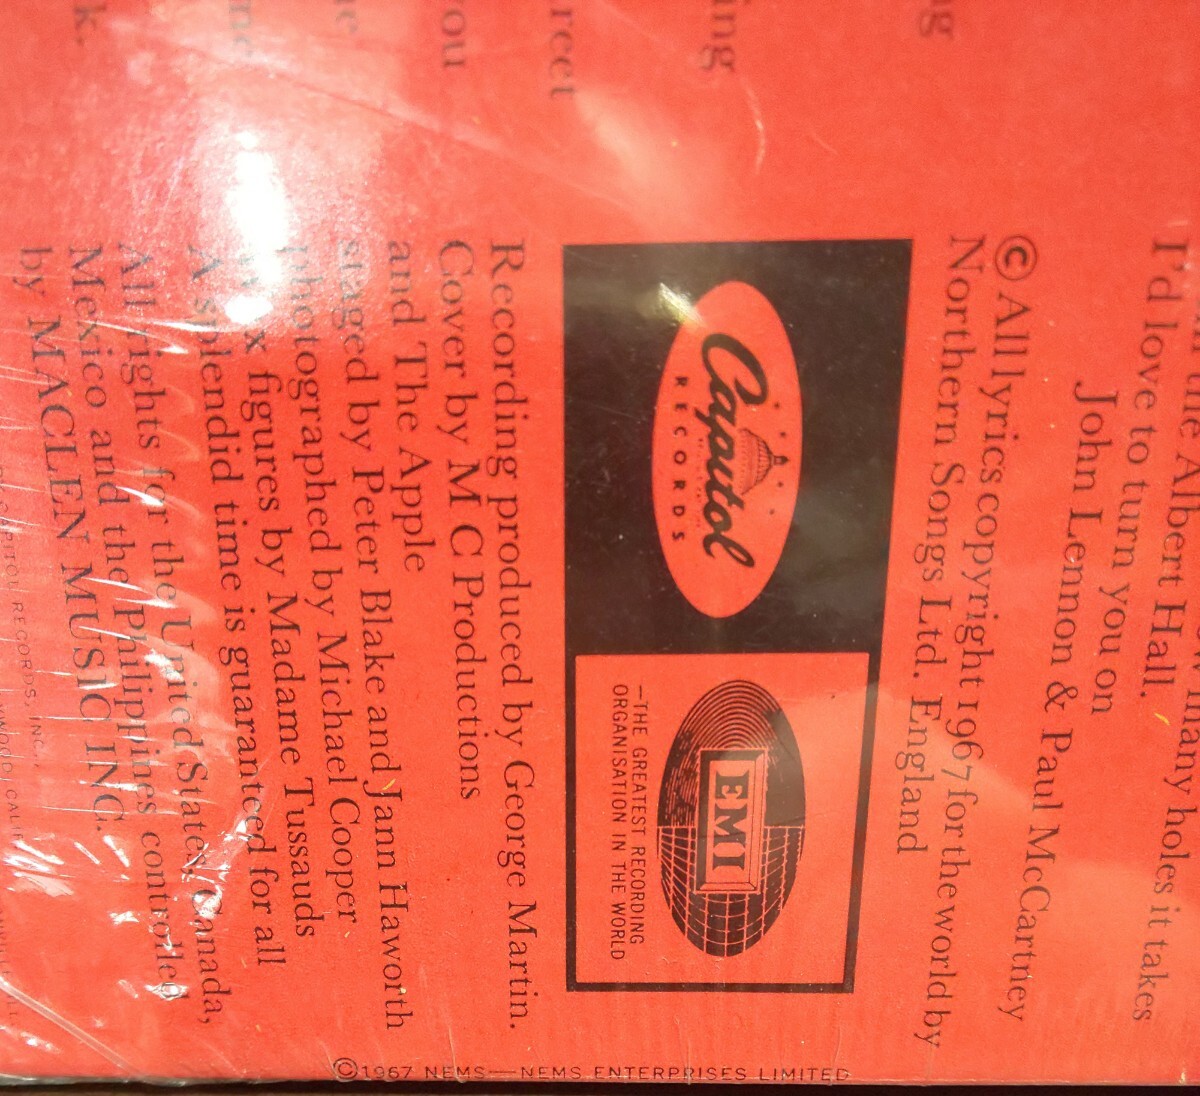 the Albert Hall.
many holes it takes
I'd love to turn you on
John Lennon & Paul McCartney
© All lyrics copyright 1967 for the world by
Northern Songs Ltd. England
Capitol
RECORDS
EMI
—THE GREATEST RECORDING
ORGANISATION IN THE WORLD
Recording produced by George Martin.
Cover by M C Productions
and The Apple
staged by Peter Blake and Jann Haworth
photographed by Michael Cooper
figures by Madame Tussauds
A splendid time is guaranteed for all
All rights for the United States, Canada,
Mexico and the Philippines controlled
by MACLEN MUSIC INC.
CAPITOL RECORDS, INC.,
©1967 NEMS—NEMS ENTERPRISES LIMITED